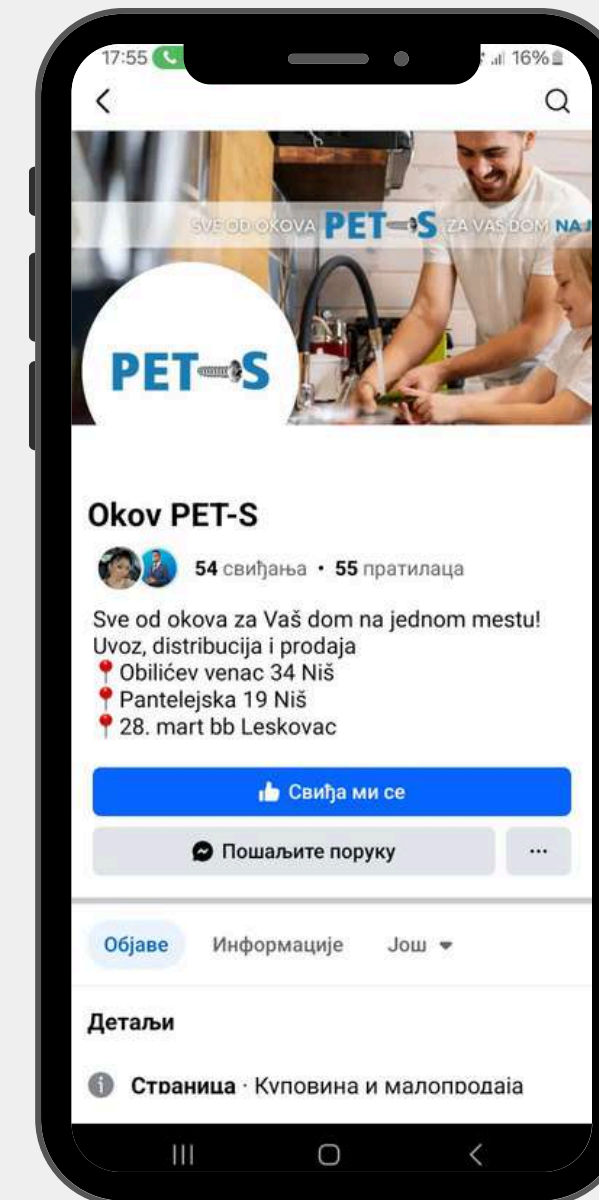 17:55
16%
SVE OD OKOVA PET-S ZA VAŠ DOM NA J
PET-S
Okov PET-S
54 свиђања • 55 пратилаца
Sve od okova za Vaš dom na jednom mestu!
Uvoz, distribucija i prodaja
📍Obilićev venac 34 Niš
📍Pantelejska 19 Niš
📍28. mart bb Leskovac
Свиђа ми се
Пошаљите поруку
...
Објаве Информације Још
Детаљи
Страница · Куповина и малопродаја